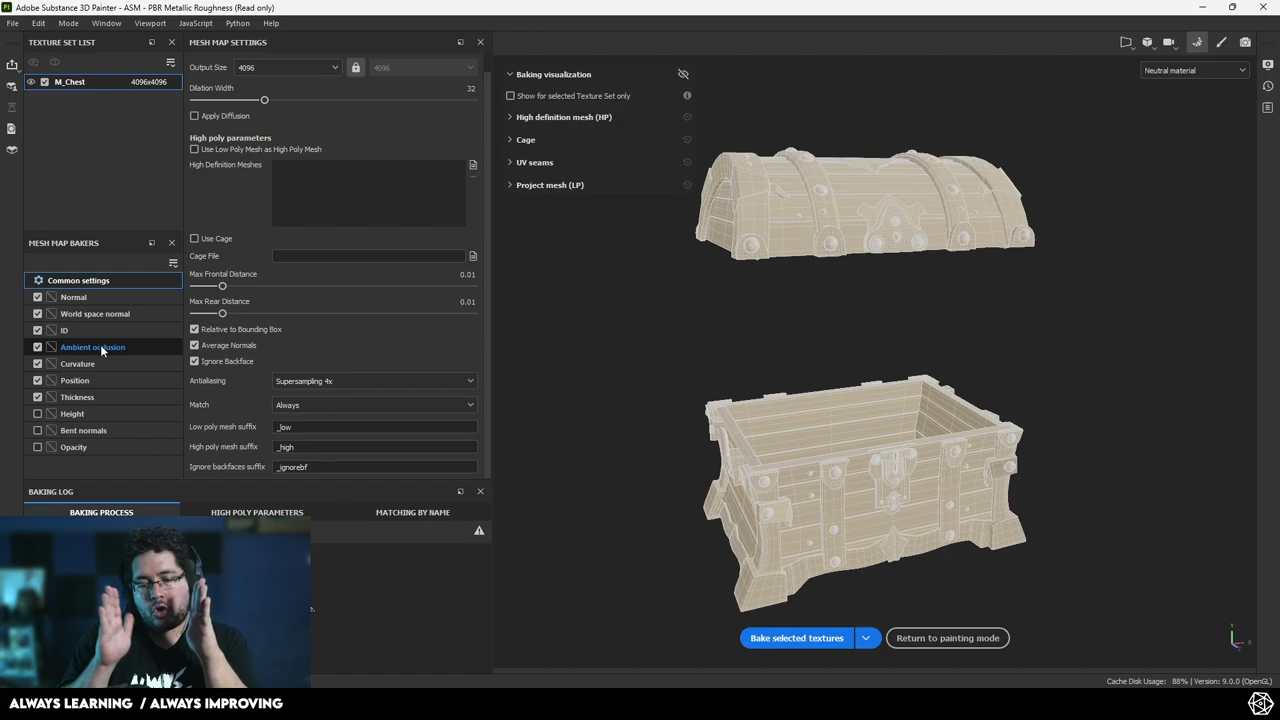 Adobe Substance 3D Painter - ASM - PBR Metallic Roughness (Read only)
File Edit Mode Window Viewport JavaScript Python Help
TEXTURE SET LIST
M_Chest 4096x4096
MESH MAP BAKERS
Common settings
Normal
World space normal
ID
Ambient occlusion
Curvature
Position
Thickness
Height
Bent normals
Opacity
MESH MAP SETTINGS
Output Size 4096 4096
Dilation Width 32
Apply Diffusion
High poly parameters
Use Low Poly Mesh as High Poly Mesh
High Definition Meshes
Use Cage
Cage File
Max Frontal Distance 0.01
Max Rear Distance 0.01
Relative to Bounding Box
Average Normals
Ignore Backface
Antialiasing Supersampling 4x
Match Always
Low poly mesh suffix _low
High poly mesh suffix _high
Ignore backfaces suffix _ignorebf
BAKING LOG
BAKING PROCESS HIGH POLY PARAMETERS MATCHING BY NAME
Baking visualization
Show for selected Texture Set only
High definition mesh (HP)
Cage
UV seams
Project mesh (LP)
Neutral material
Bake selected textures Return to painting mode
Cache Disk Usage: 88% | Version: 9.0.0 (OpenGL)
ALWAYS LEARNING / ALWAYS IMPROVING